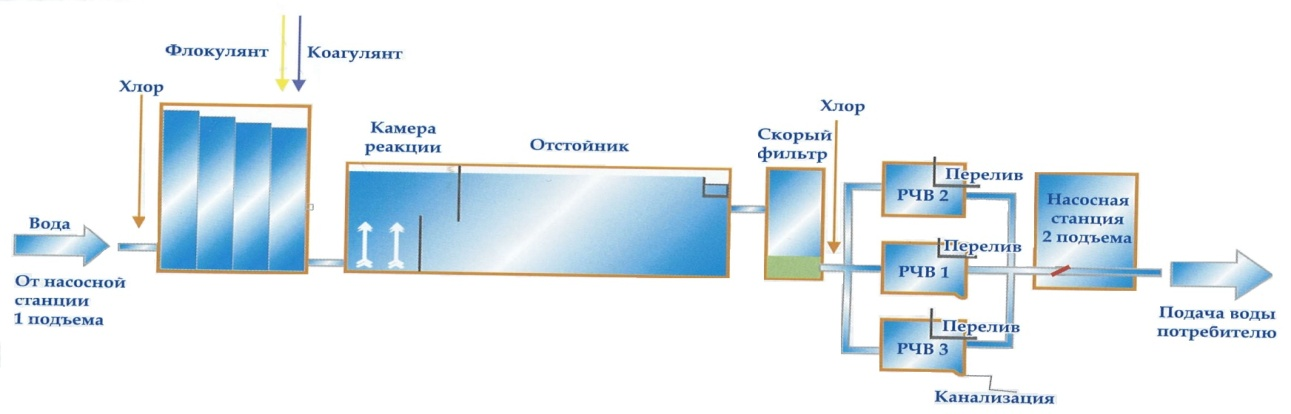 Флокулянт
Коагулянт
Хлор
Камера
реакции
Отстойник
Хлор
Скорый
фильтр
Вода
От насосной
станции
1 подъема
РЧВ 2
Перелив
РЧВ 1
Перелив
РЧВ 3
Перелив
Канализация
Насосная
станция
2 подъема
Подача воды
потребителю